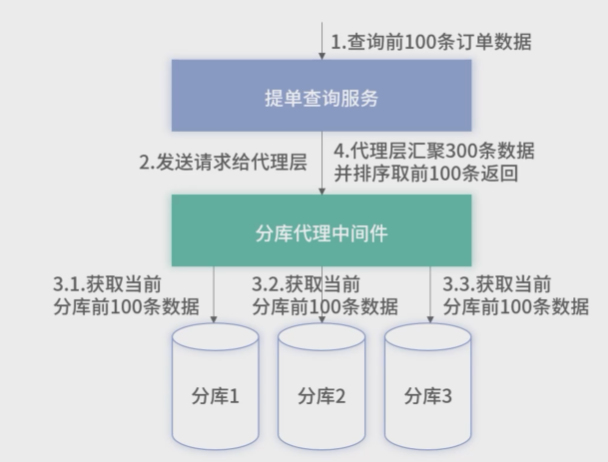 1.查询前100条订单数据
提单查询服务
2.发送请求给代理层
4.代理层汇聚300条数据
并排序取前100条返回
分库代理中间件
3.1.获取当前
分库前100条数据
3.2.获取当前
分库前100条数据
3.3.获取当前
分库前100条数据
分库1
分库2
分库3